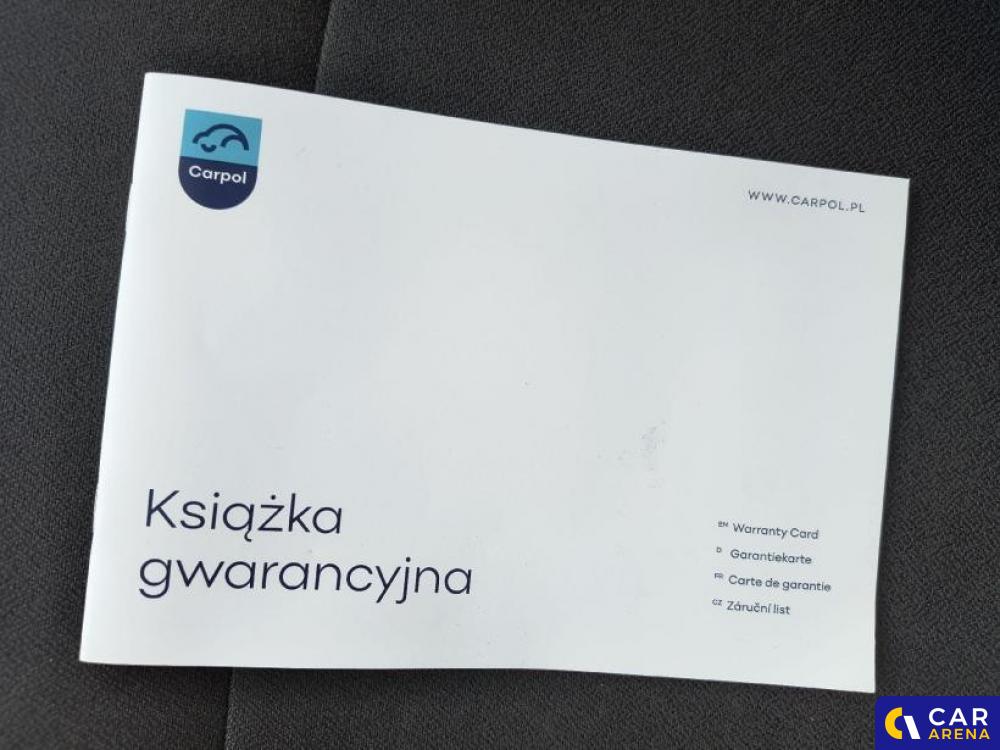 Carpol
WWW.CARPOL.PL
Książka
gwarancyjna
EN Warranty Card
D Garantiekarte
FR Carte de garantie
CZ Záruční list
CAR
ARENA